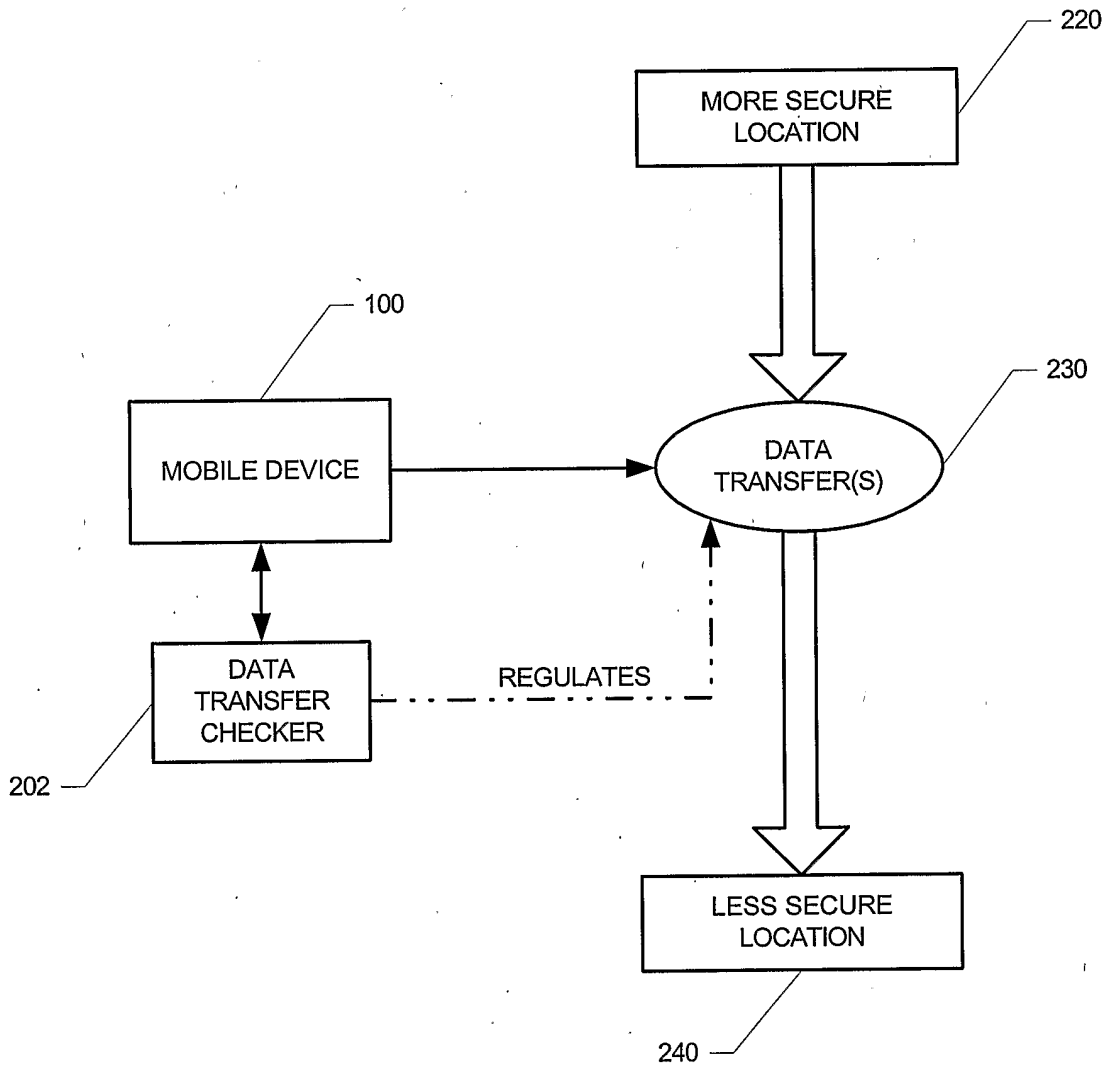 220
MORE SECURE
LOCATION
100
230
MOBILE DEVICE
DATA
TRANSFER(S)
DATA
TRANSFER
CHECKER
REGULATES
202
LESS SECURE
LOCATION
240